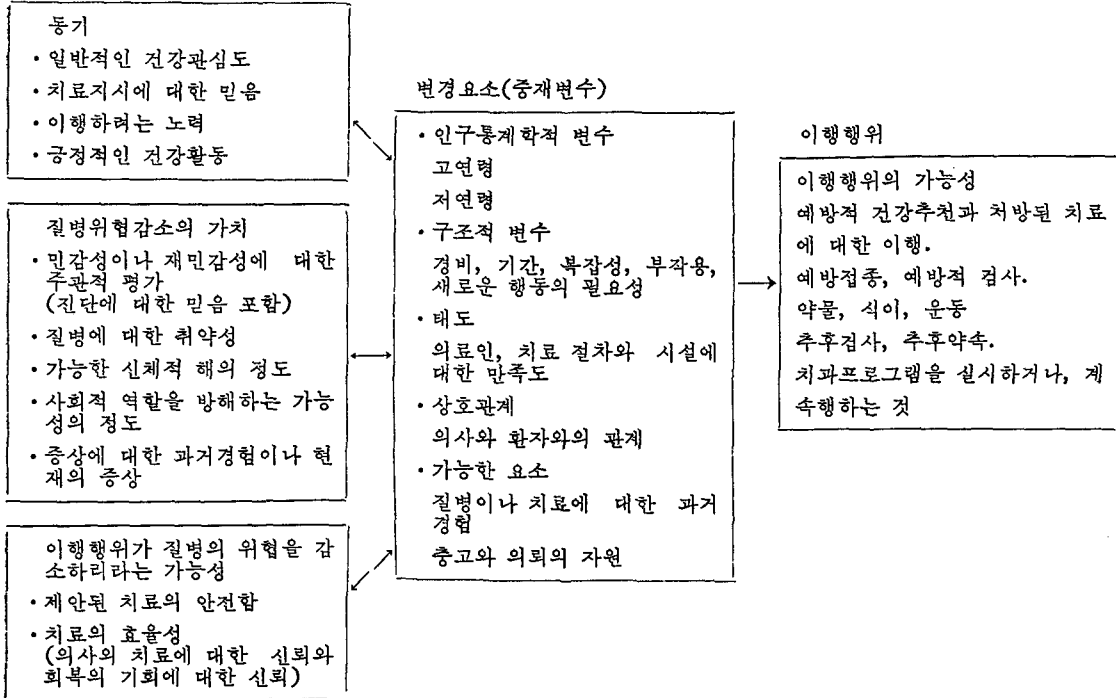 동기
• 일반적인 건강관심도
• 치료지시에 대한 믿음
• 이행하려는 노력
• 긍정적인 건강활동
질병위협감소의 가치
• 민감성이나 재민감성에 대한
주관적 평가
(진단에 대한 믿음 포함)
• 질병에 대한 취약성
• 가능한 신체적 해의 정도
• 사회적 역할을 방해하는 가능
성의 정도
• 증상에 대한 과거경험이나 현
재의 증상
이행행위가 질병의 위협을 감
소하리라는 가능성
• 제안된 치료의 안전함
• 치료의 효율성
(의사의 치료에 대한 신뢰와
회복의 기회에 대한 신뢰)
변경요소(중재변수)
• 인구통계학적 변수
고연령
저연령
• 구조적 변수
경비, 기간, 복잡성, 부작용,
새로운 행동의 필요성
• 태도
의료인, 치료 절차와 시설에
대한 만족도
• 상호관계
의사와 환자와의 관계
• 가능한 요소
질병이나 치료에 대한 과거
경험
충고와 의뢰의 자원
이행행위
이행행위의 가능성
예방적 건강추천과 처방된 치료
에 대한 이행.
예방접종, 예방적 검사.
약물, 식이, 운동
추후검사, 추후약속.
치과프로그램을 실시하거나, 계
속행하는 것